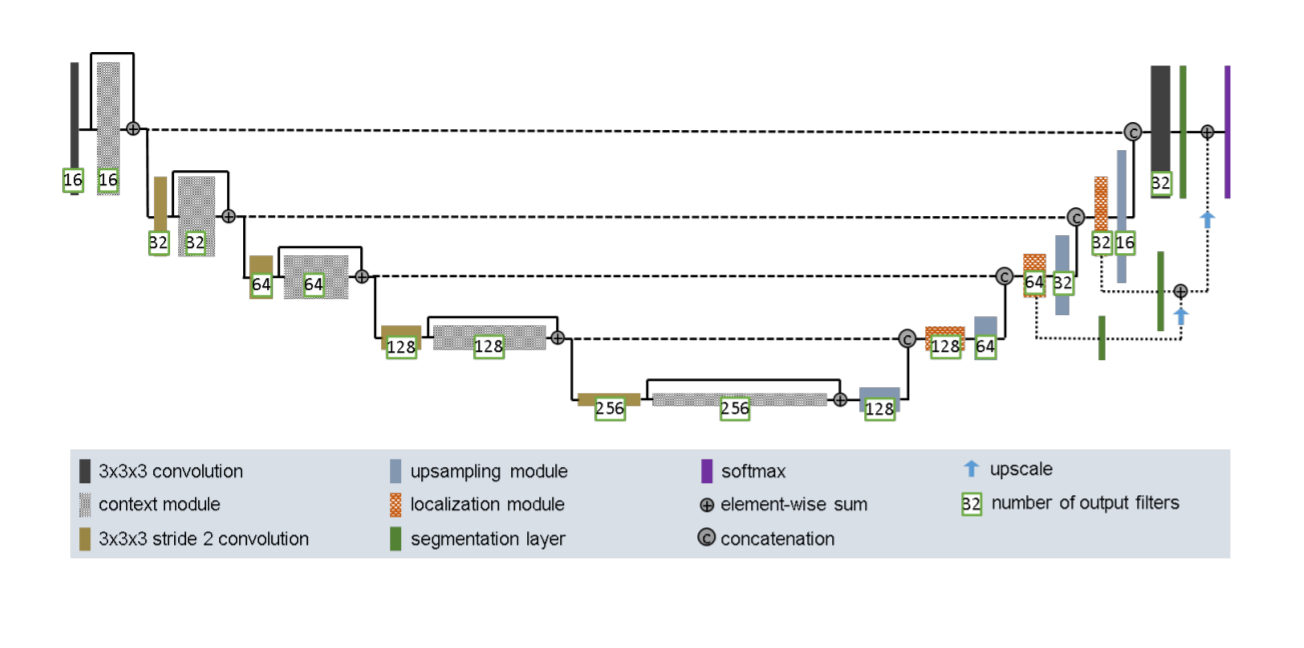 16
16
32
32
64
64
128
128
256
256
128
C
128
64
C
64
32
C
32
16
C
32
3x3x3 convolution
context module
3x3x3 stride 2 convolution
upsampling module
localization module
segmentation layer
softmax
element-wise sum
C concatenation
upscale
32 number of output filters